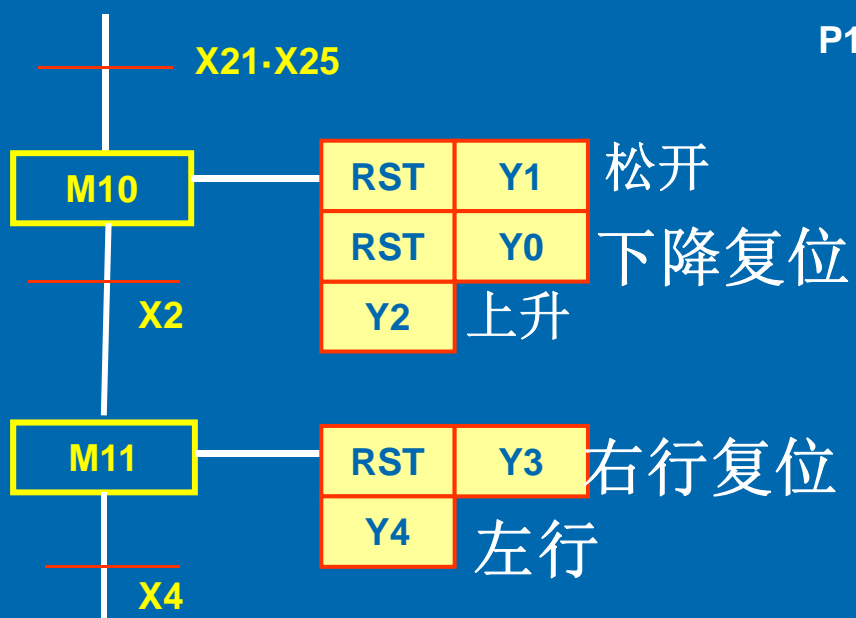 P1
X21·X25
M10 RST Y1 松开
RST Y0 下降复位
X2 Y2 上升
M11 RST Y3 右行复位
Y4 左行
X4